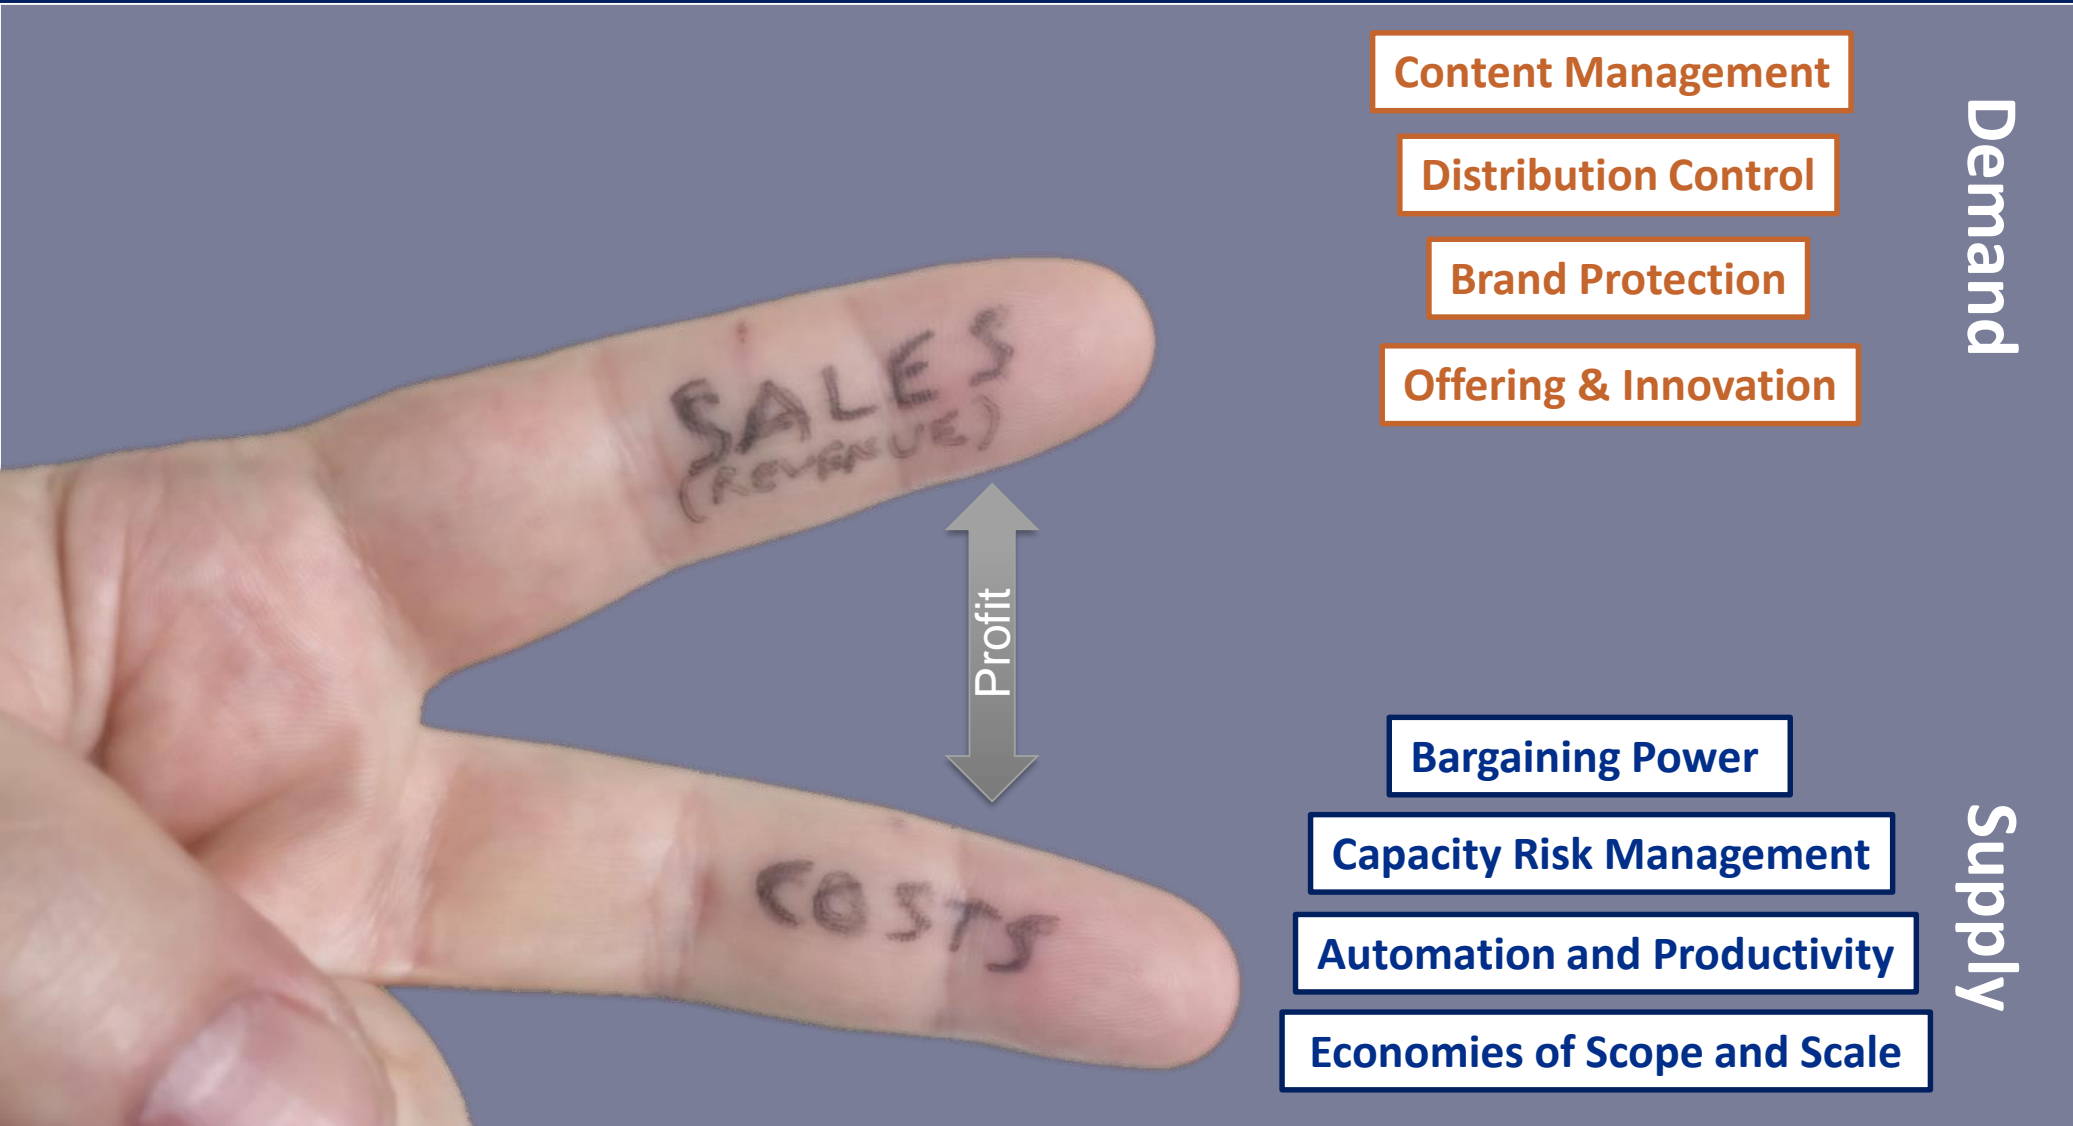 Content Management
Distribution Control
Brand Protection
Offering & Innovation
Demand
SALES
(REVENUE)
Profit
COSTS
Bargaining Power
Capacity Risk Management
Automation and Productivity
Economies of Scope and Scale
Supply